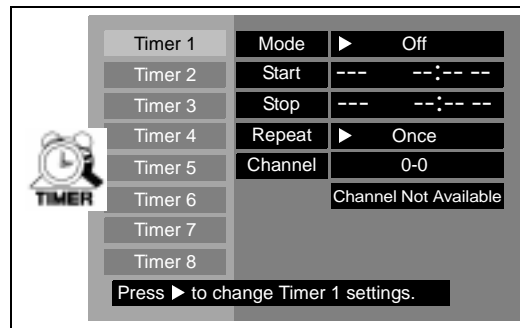 Timer 1 Mode ▶ Off
Timer 2 Start --- --:-- --
Timer 3 Stop --- --:-- --
Timer 4 Repeat ▶ Once
Timer 5 Channel 0-0
TIMER Timer 6 Channel Not Available
Timer 7
Timer 8
Press ▶ to change Timer 1 settings.